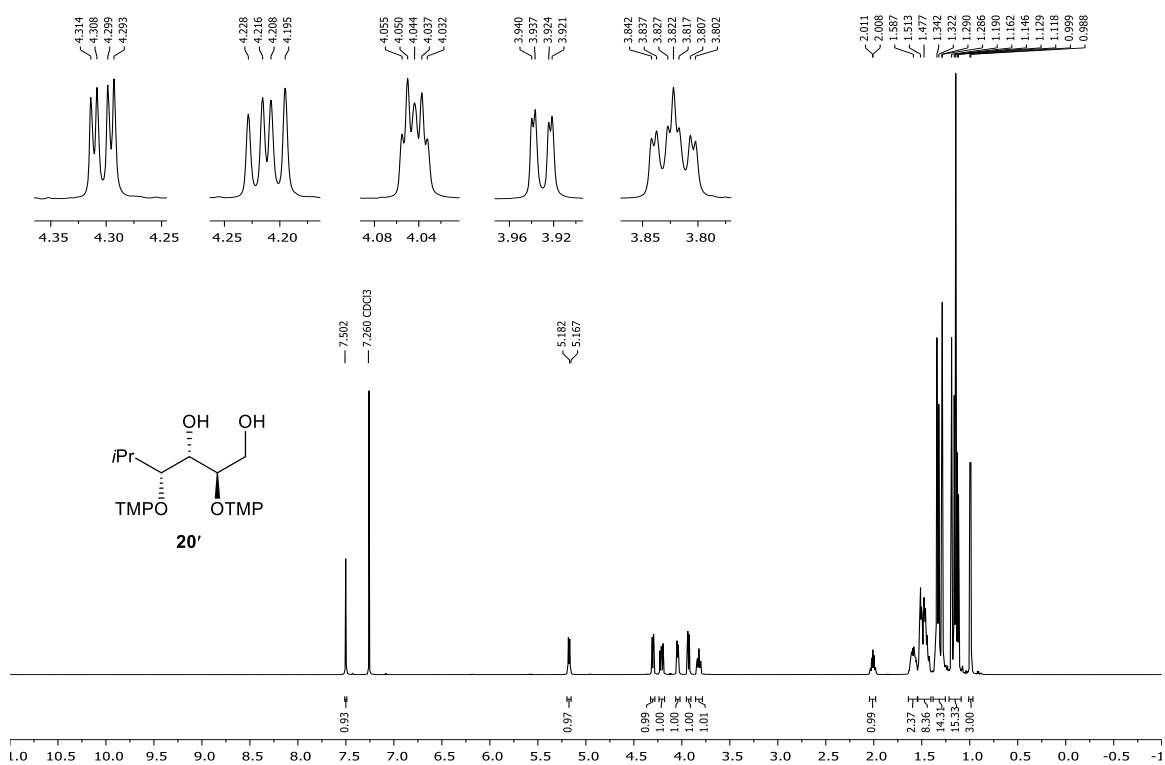 4.314 4.308 4.299 4.293 4.228 4.216 4.208 4.195 4.055 4.050 4.044 4.037 4.032 3.940 3.937 3.924 3.921 3.842 3.837 3.827 3.822 3.817 3.807 3.802 2.011 2.008 1.587 1.513 1.477 1.342 1.322 1.290 1.286 1.190 1.162 1.146 1.129 1.118 0.999 0.988
4.35 4.30 4.25 4.25 4.20 4.08 4.04 3.96 3.92 3.85 3.80
7.502 7.260 CDCl3 5.182 5.167
OH OH
iPr
TMPO OTMP
20′
0.93 0.97 0.99 1.00 1.00 1.00 1.01 0.99 2.37 8.36 14.31 15.33 3.00
1.0 10.5 10.0 9.5 9.0 8.5 8.0 7.5 7.0 6.5 6.0 5.5 5.0 4.5 4.0 3.5 3.0 2.5 2.0 1.5 1.0 0.5 0.0 -0.5 -1